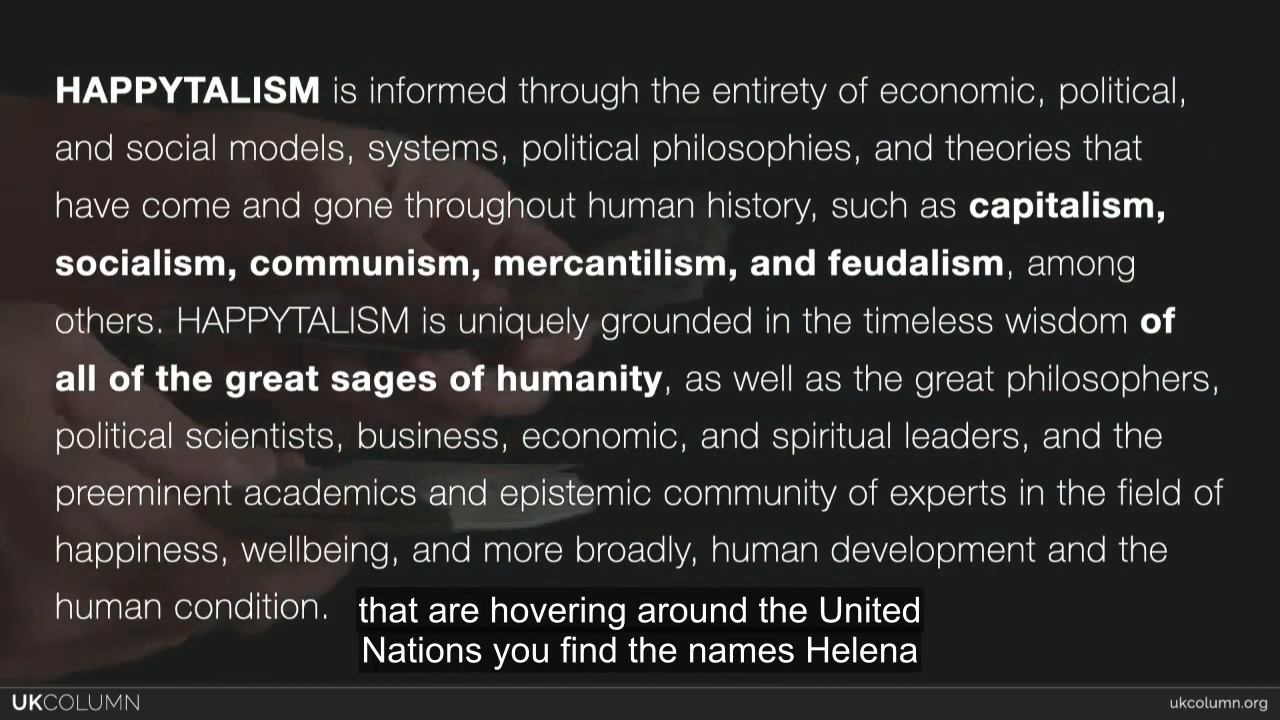 HAPPYTALISM is informed through the entirety of economic, political,
and social models, systems, political philosophies, and theories that
have come and gone throughout human history, such as capitalism,
socialism, communism, mercantilism, and feudalism, among
others. HAPPYTALISM is uniquely grounded in the timeless wisdom of
all of the great sages of humanity, as well as the great philosophers,
political scientists, business, economic, and spiritual leaders, and the
preeminent academics and epistemic community of experts in the field of
happiness, wellbeing, and more broadly, human development and the
human condition.
that are hovering around the United
Nations you find the names Helena
UKCOLUMN
ukcolumn.org